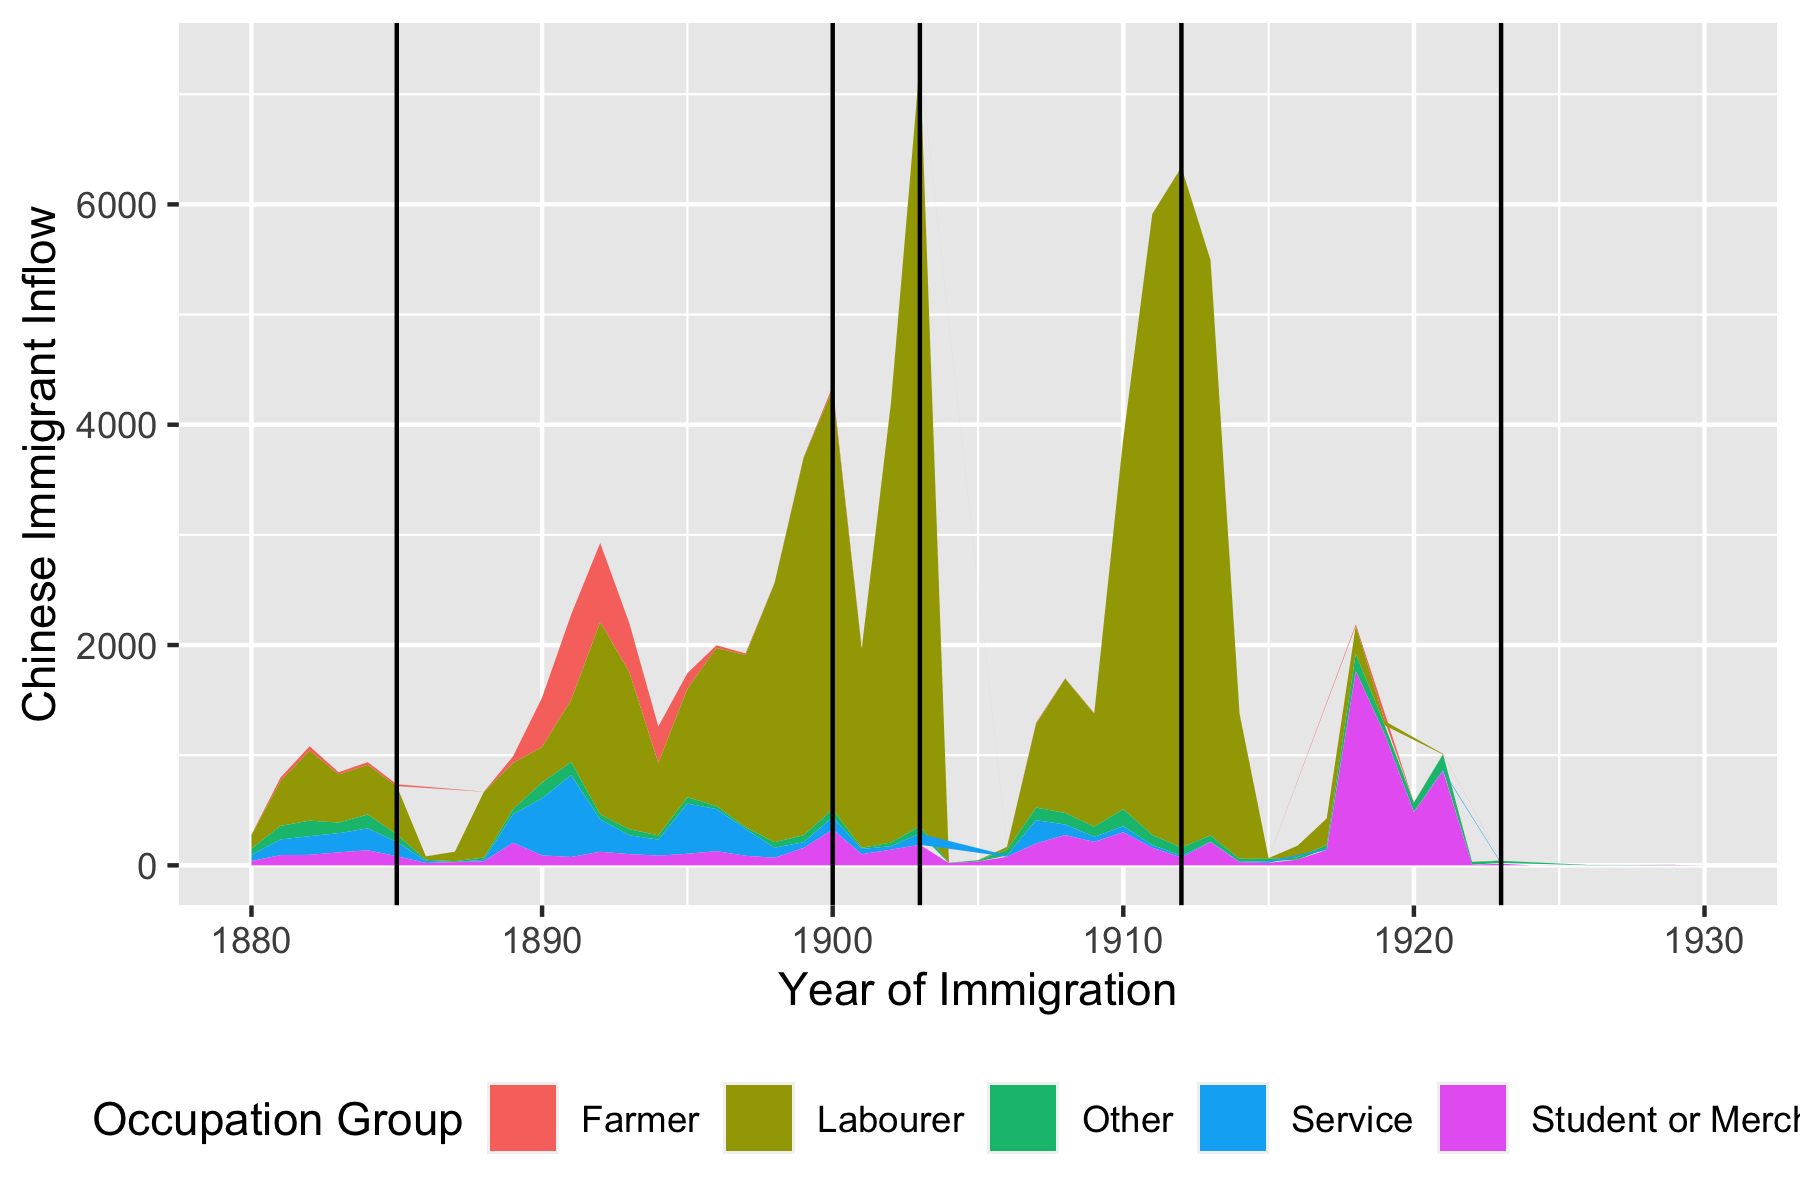 Chinese Immigrant Inflow
6000
4000
2000
0
1880 1890 1900 1910 1920 1930
Year of Immigration
Occupation Group Farmer Labourer Other Service Student or Merch